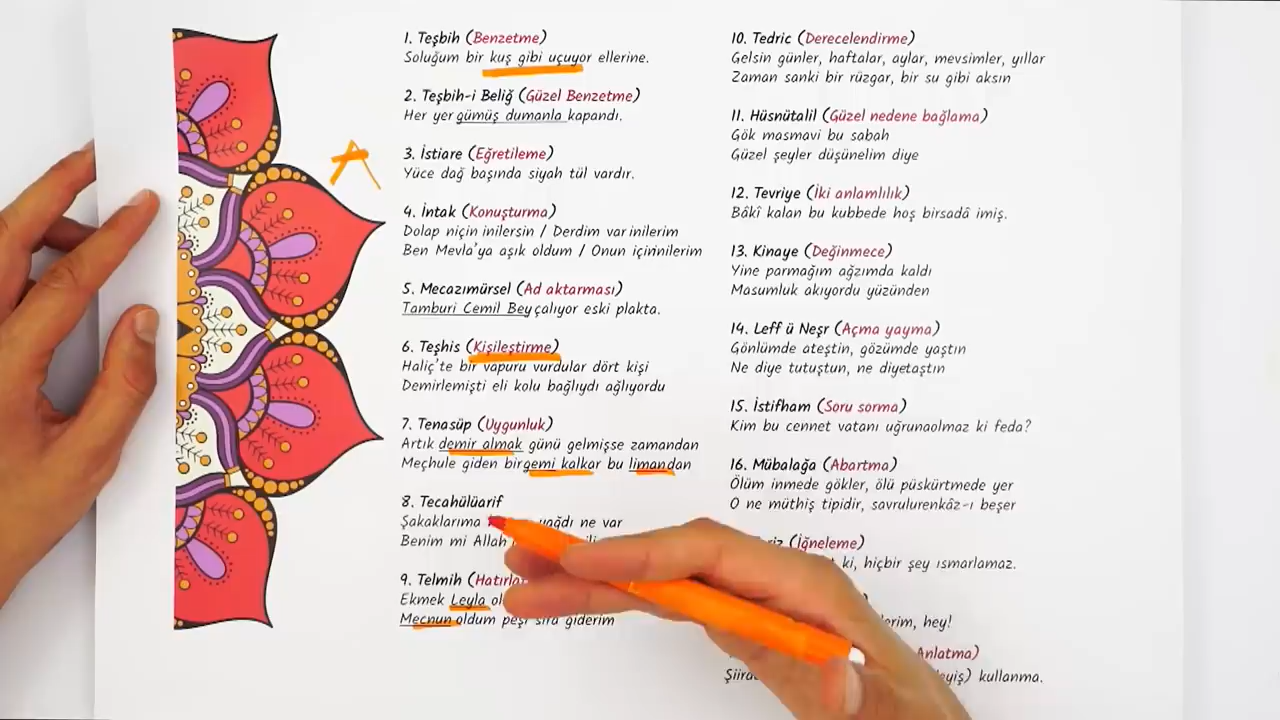 1. Teşbih (Benzetme)
Soluğum bir kuş gibi uçuyor ellerine.
2. Teşbih-i Beliğ (Güzel Benzetme)
Her yer gümüş dumanla kapandı.
3. İstiare (Eğretileme)
Yüce dağ başında siyah tül vardır.
4. İntak (Konuşturma)
Dolap niçin inilersin / Derdim var inilerim
Ben Mevla'ya aşık oldum / Onun için inilerim
5. Mecazımürsel (Ad aktarması)
Tamburi Cemil Bey çalıyor eski plakta.
6. Teşhis (Kişileştirme)
Haliç'te bir vapuru vurdular dört kişi
Demirlemişti eli kolu bağlıydı ağlıyordu
7. Tenasüp (Uygunluk)
Artık demir almak günü gelmişse zamandan
Meçhule giden bir gemi kalkar bu limandan
8. Tecahülüarif
Şakaklarıma yağdı ne var
Benim mi Allah
9. Telmih
Ekmek Leyla
Mecnun oldum peşi sıra giderim
10. Tedric (Derecelendirme)
Gelsin günler, haftalar, aylar, mevsimler, yıllar
Zaman sanki bir rüzgar, bir su gibi aksın
11. Hüsnütalil (Güzel nedene bağlama)
Gök masmavi bu sabah
Güzel şeyler düşünelim diye
12. Tevriye (İki anlamlılık)
Bâkî kalan bu kubbede hoş birsadâ imiş.
13. Kinaye (Değinmece)
Yine parmağım ağzımda kaldı
Masumluk akıyordu yüzünden
14. Leff ü Neşr (Açma yayma)
Gönlümde ateştin, gözümde yaştın
Ne diye tutuştun, ne diyetaştın
15. İstifham (Soru sorma)
Kim bu cennet vatanı uğrunaolmaz ki feda?
16. Mübalağa (Abartma)
Ölüm inmede gökler, ölü püskürtmede yer
O ne müthiş tipidir, savrulurenkâz-ı beşer
(İğneleme)
ki, hiçbir şey ısmarlamaz.
hey!
Anlatma)
kullanma.